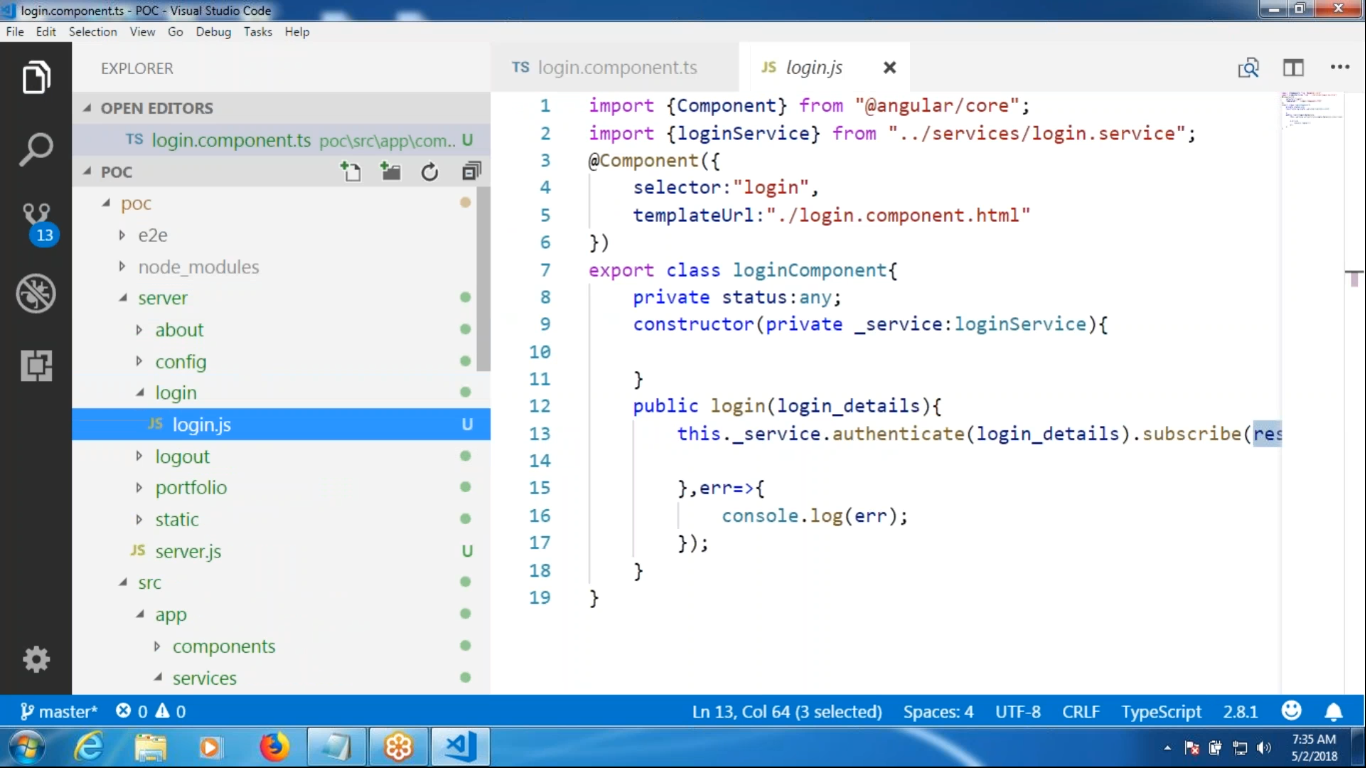 login.component.ts - POC - Visual Studio Code
File Edit Selection View Go Debug Tasks Help
EXPLORER
OPEN EDITORS
TS login.component.ts poc\src\app\com... U
POC
poc
e2e
node_modules
server
about
config
login
JS login.js U
logout
portfolio
static
JS server.js U
src
app
components
services
13
TS login.component.ts
JS login.js
1 import {Component} from "@angular/core";
2 import {loginService} from "../services/login.service";
3 @Component({
4 selector:"login",
5 templateUrl:"./login.component.html"
6 })
7 export class loginComponent{
8 private status:any;
9 constructor(private _service:loginService){
10
11 }
12 public login(login_details){
13 this._service.authenticate(login_details).subscribe(res
14
15 },err=>{
16 console.log(err);
17 });
18 }
19 }
master* 0 0 Ln 13, Col 64 (3 selected) Spaces: 4 UTF-8 CRLF TypeScript 2.8.1
7:35 AM
5/2/2018